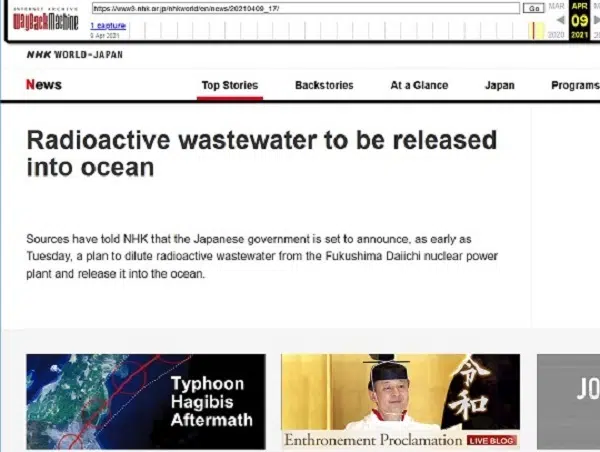 INTERNET ARCHIVE
WayBackMachine
https://www3.nhk.or.jp/nhkworld/en/news/20210409_17/
Go
MAR
APR
1 capture
9 Apr 2021
09
2020
2021
NHK WORLD-JAPAN
News
Top Stories
Backstories
At a Glance
Japan
Programs
Radioactive wastewater to be released
into ocean
Sources have told NHK that the Japanese government is set to announce, as early as
Tuesday, a plan to dilute radioactive wastewater from the Fukushima Daiichi nuclear power
plant and release it into the ocean.
Typhoon
Hagibis
Aftermath
令和
Enthronement Proclamation
LIVE BLOG
JO